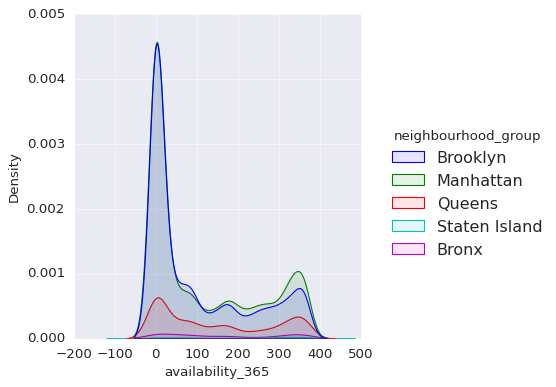 0.005
0.004
0.003
0.002
0.001
0.000
Density
−200 −100 0 100 200 300 400 500
availability_365
neighbourhood_group
Brooklyn
Manhattan
Queens
Staten Island
Bronx